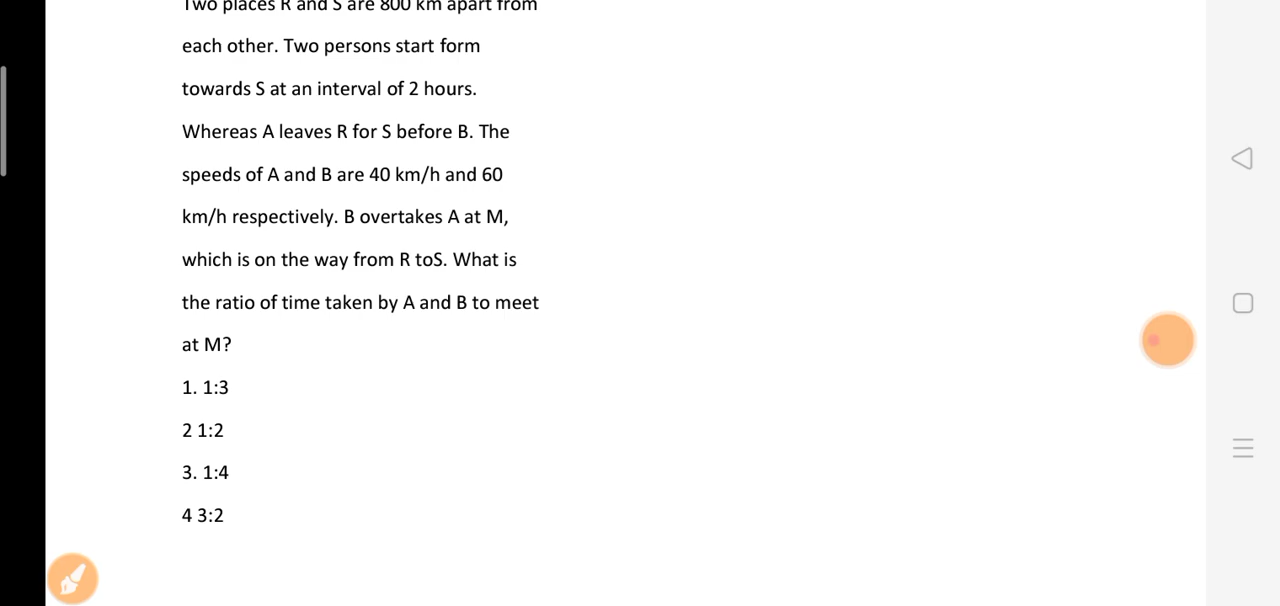 Two places R and S are 800 km apart from
each other. Two persons start form
towards S at an interval of 2 hours.
Whereas A leaves R for S before B. The
speeds of A and B are 40 km/h and 60
km/h respectively. B overtakes A at M,
which is on the way from R toS. What is
the ratio of time taken by A and B to meet
at M?
1. 1:3
2 1:2
3. 1:4
4 3:2